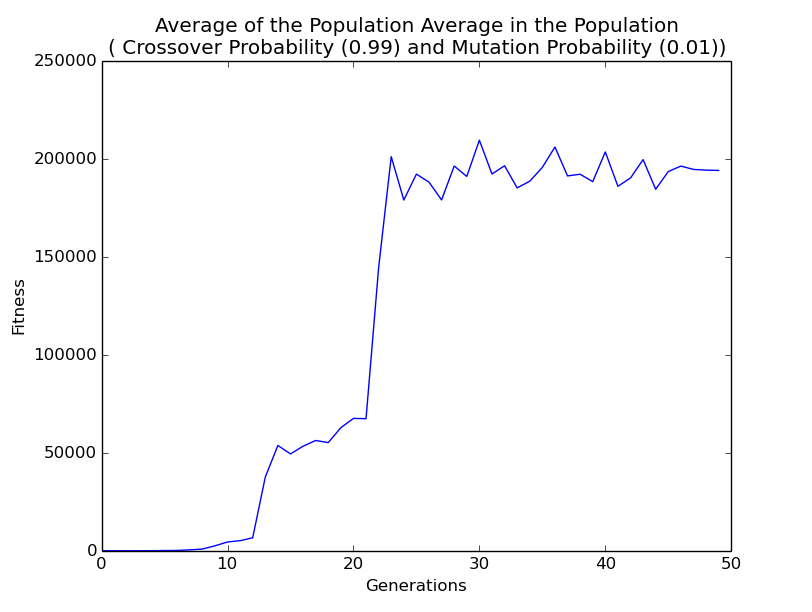 Average of the Population Average in the Population
( Crossover Probability (0.99) and Mutation Probability (0.01))
250000
200000
150000
100000
50000
0
Fitness
0 10 20 30 40 50
Generations